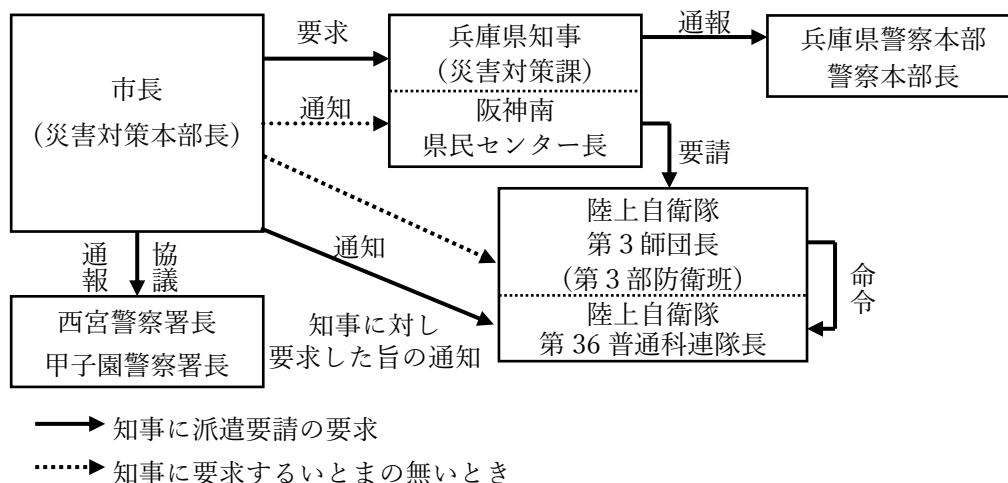 市長
（災害対策本部長）
要求
通知
兵庫県知事
（災害対策課）
阪神南
県民センター長
通報
兵庫県警察本部
警察本部長
要請
陸上自衛隊
第３師団長
（第３部防衛班）
陸上自衛隊
第 36 普通科連隊長
命令
通知
知事に対し
要求した旨の通知
通報
協議
西宮警察署長
甲子園警察署長
知事に派遣要請の要求
知事に要求するいとまの無いとき